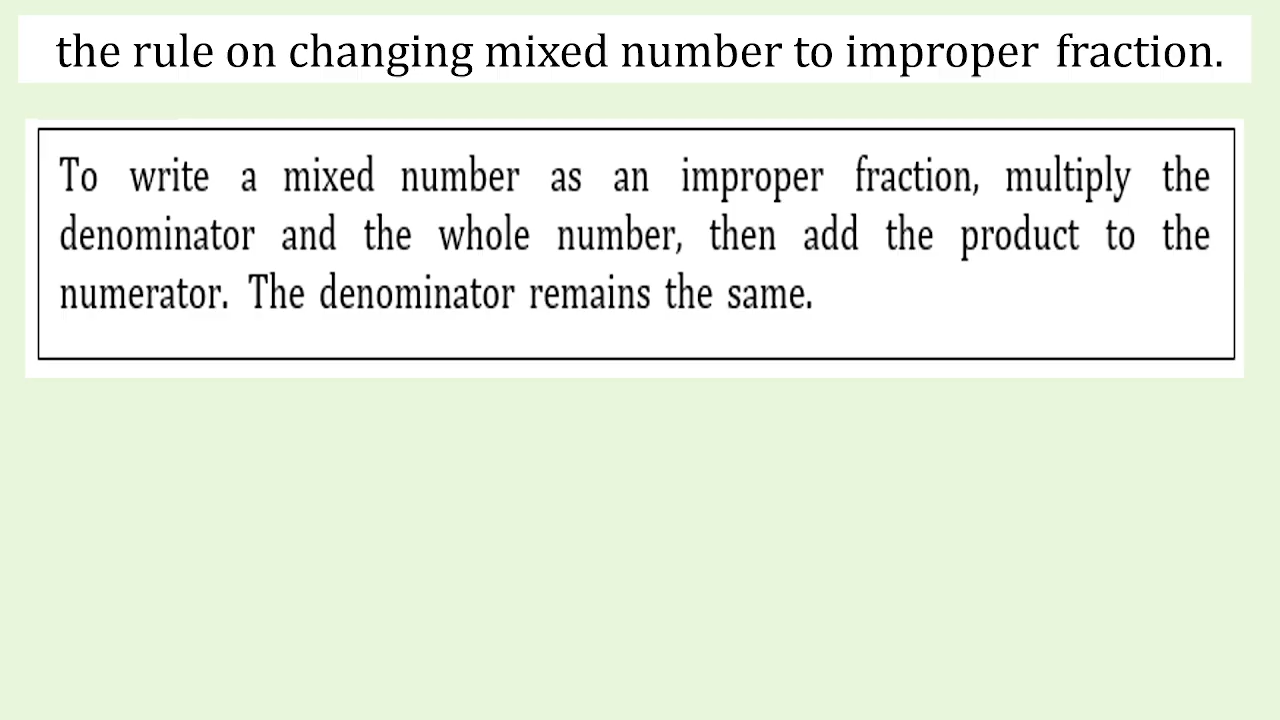 the rule on changing mixed number to improper fraction.
To write a mixed number as an improper fraction, multiply the
denominator and the whole number, then add the product to the
numerator. The denominator remains the same.